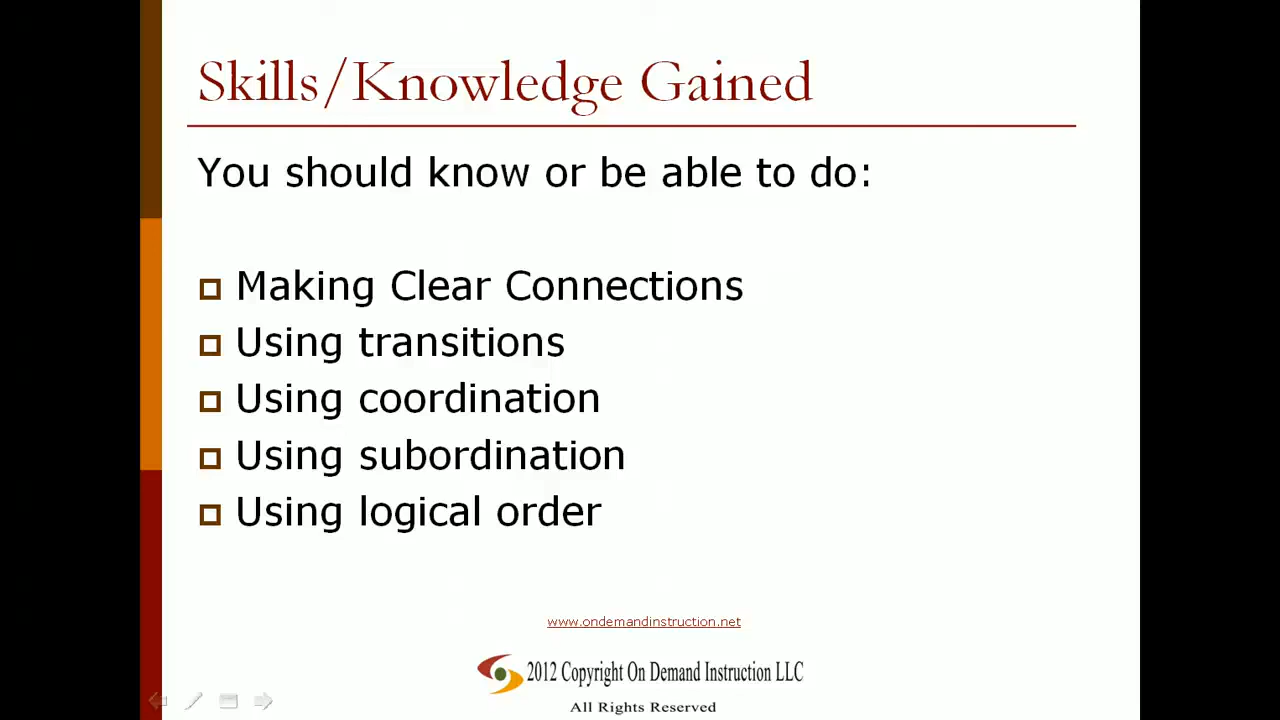 Skills/Knowledge Gained
You should know or be able to do:
Making Clear Connections
Using transitions
Using coordination
Using subordination
Using logical order
www.ondemandinstruction.net
2012 Copyright On Demand Instruction LLC
All Rights Reserved